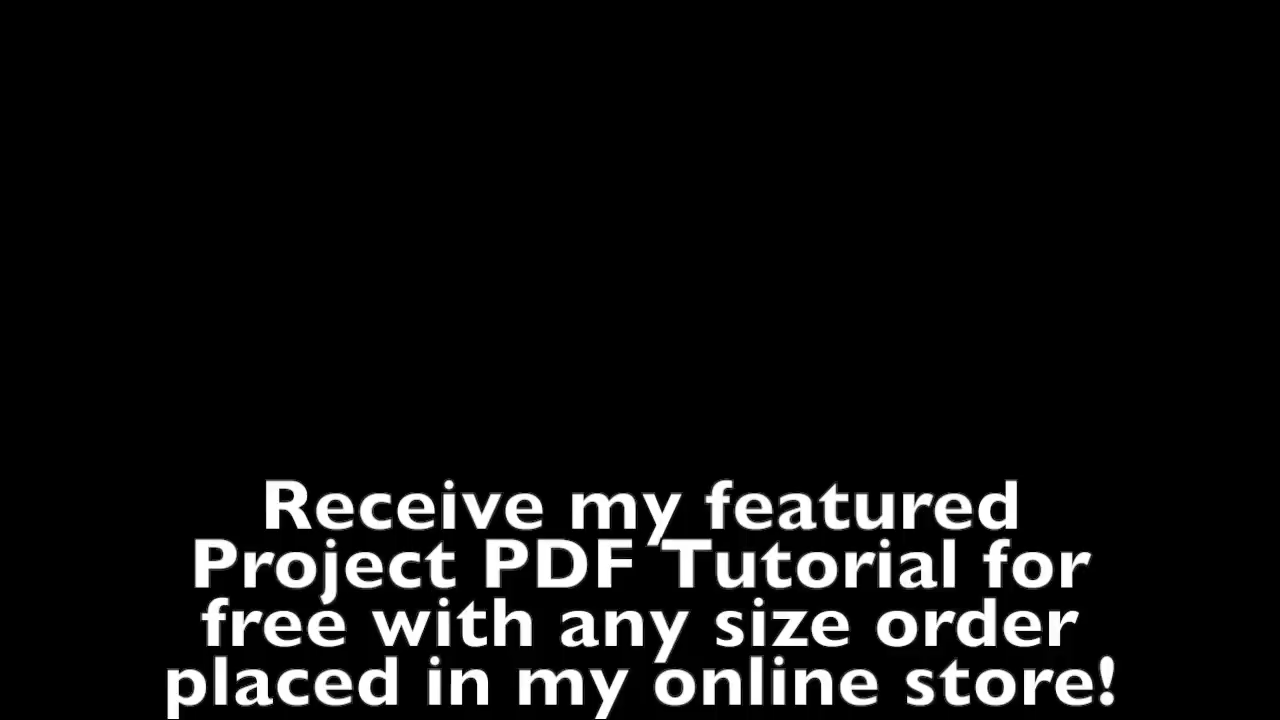 Receive my featured
Project PDF Tutorial for
free with any size order
placed in my online store!